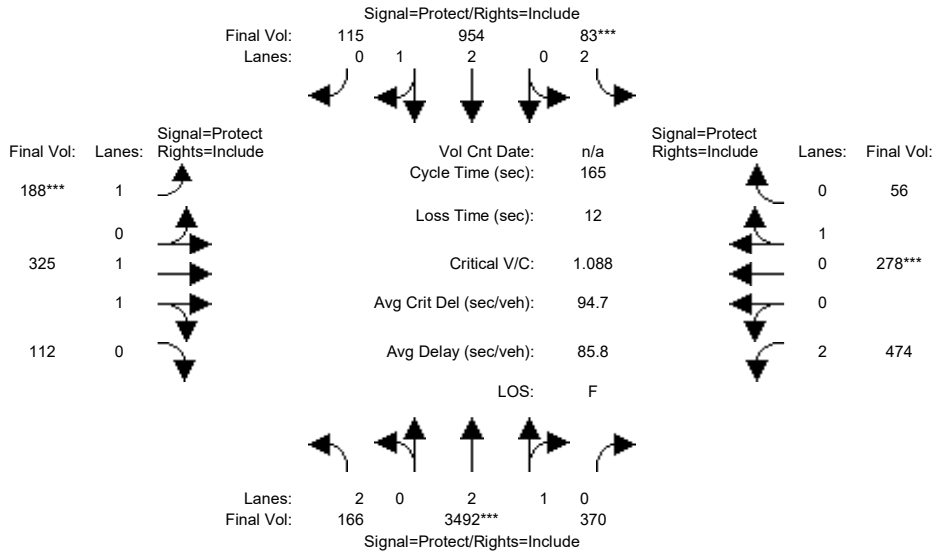 Signal=Protect/Rights=Include
Final Vol: 115 954 83***
Lanes: 0 1 2 0 2
Signal=Protect
Final Vol: Lanes: Rights=Include
Vol Cnt Date: n/a
Signal=Protect
Rights=Include Lanes: Final Vol:
Cycle Time (sec): 165
188*** 1
0 56
Loss Time (sec): 12
0
1
325 1
Critical V/C: 1.088
0 278***
1
Avg Crit Del (sec/veh): 94.7
0
112 0
Avg Delay (sec/veh): 85.8
2 474
LOS: F
Lanes: 2 0 2 1 0
Final Vol: 166 3492*** 370
Signal=Protect/Rights=Include